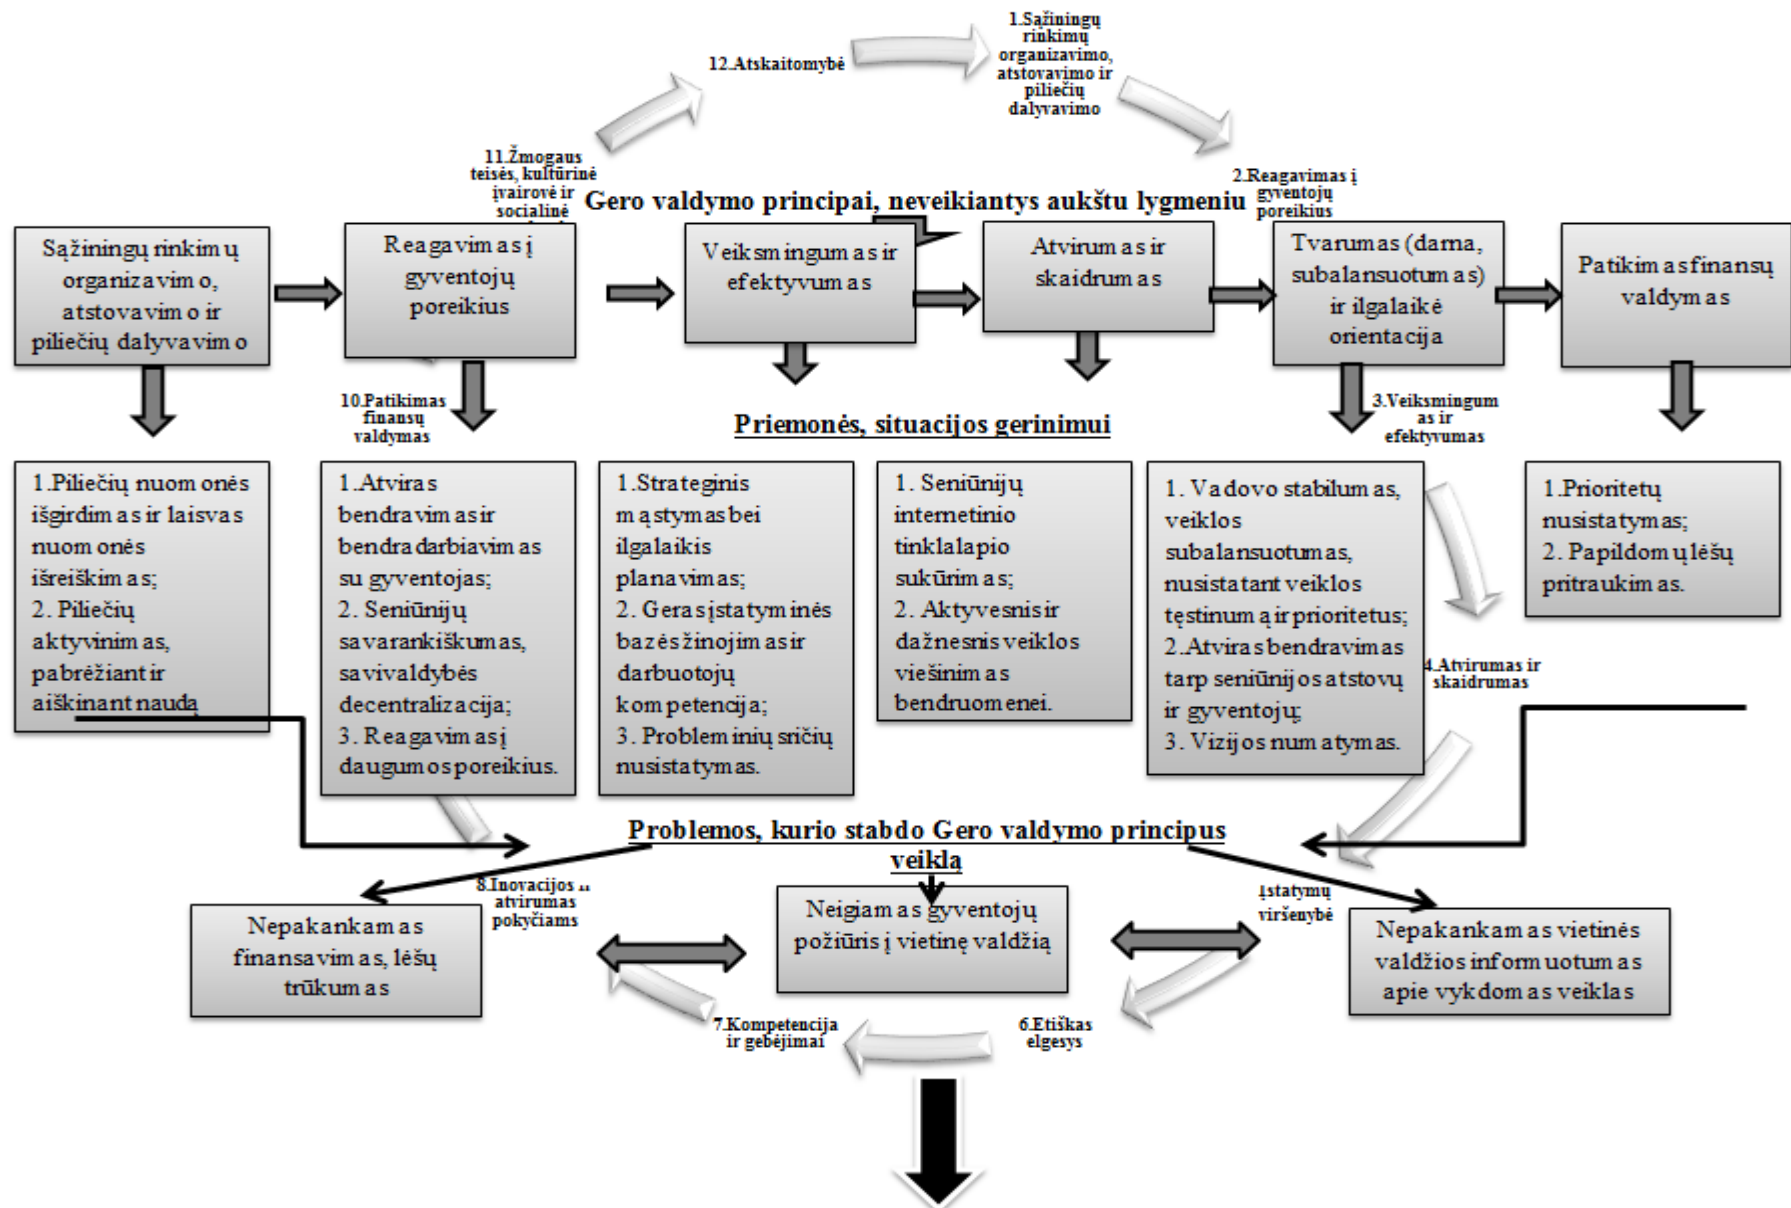 1.Sąžiningų
rinkimų
organizavimo,
atstovavimo ir
piliečių
dalyvavimo
12.Atskaitomybė
11.Žmogaus
teisės, kultūrinė
įvairovė ir
socialinė
2.Reagavimas į
gyventojų
poreikius
Gero valdymo principai, neveikiantys aukštu lygmeniu
Sąžiningų rinkimų
organizavimo,
atstovavimo ir
piliečių dalyvavimo
Reagavimas į
gyventojų
poreikius
Veiksmingumas ir
efektyvumas
Atvirumas ir
skaidrumas
Tvarumas (darna,
subalansuotumas)
ir ilgalaikė
orientacija
Patikimas finansų
valdymas
10.Patikimas
finansų
valdymas
3.Veiksmingum
as ir
efektyvumas
Priemonės, situacijos gerinimui
1.Piliečių nuomonės
išgirdimas ir laisvas
nuomonės
išreiškimas;
2. Piliečių
aktyvinimas,
pabrėžiant ir
aiškinant naudą
1.Atviras
bendravimas ir
bendradarbiavimas
su gyventojas;
2. Seniūnijų
savarankiškumas,
savivaldybės
decentralizacija;
3. Reagavimas į
daugumos poreikius.
1.Strateginis
mąstymas bei
ilgalaikis
planavimas;
2. Geras įstatyminės
bazės žinojimas ir
darbuotojų
kompetencija;
3. Probleminių sričių
nusistatymas.
1. Seniūnijų
internetinio
tinklalapio
sukūrimas;
2. Aktyvesnis ir
dažnesnis veiklos
viešinimas
bendruomenei.
1. Vadovo stabilumas,
veiklos
subalansuotumas,
nusistatant veiklos
tęstinumą ir prioritetus;
2.Atviras bendravimas
tarp seniūnijos atstovų
ir gyventojų;
3. Vizijos numatymas.
1.Prioritetų
nusistatymas;
2. Papildomų lėšų
pritraukimas.
4.Atvirumas ir
skaidrumas
Problemos, kurio stabdo Gero valdymo principus
veiklą
8.Inovacijos ir
atvirumas
pokyčiams
Įstatymų
viršenybė
Nepakankamas
finansavimas, lėšų
trūkumas
Neigiamas gyventojų
požiūris į vietinę valdžią
Nepakankamas vietinės
valdžios informuotumas
apie vykdomas veiklas
7.Kompetencija
ir gebėjimai
6.Etiškas
elgesys